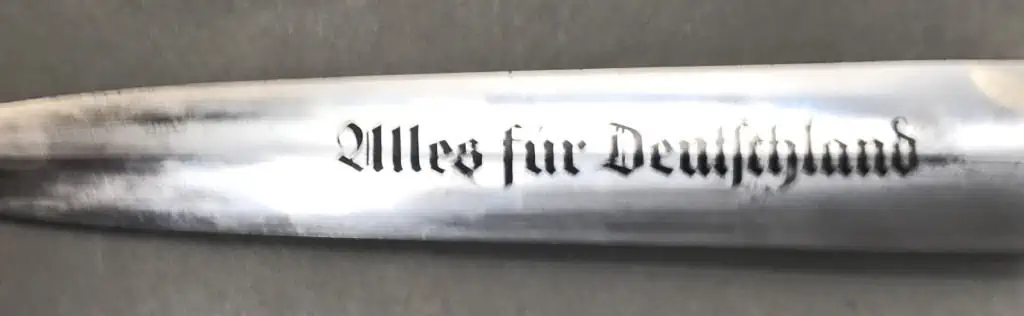 Alles für Deutschland